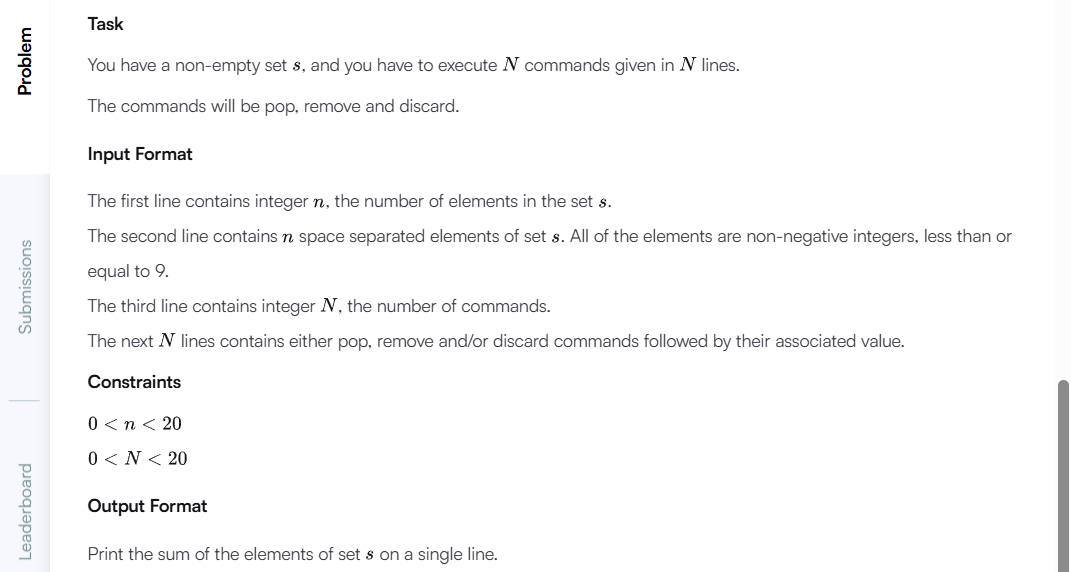 Problem
Submissions
Leaderboard
Task
You have a non-empty set s, and you have to execute N commands given in N lines.
The commands will be pop, remove and discard.
Input Format
The first line contains integer n, the number of elements in the set s.
The second line contains n space separated elements of set s. All of the elements are non-negative integers, less than or
equal to 9.
The third line contains integer N, the number of commands.
The next N lines contains either pop, remove and/or discard commands followed by their associated value.
Constraints
0 < n < 20
0 < N < 20
Output Format
Print the sum of the elements of set s on a single line.